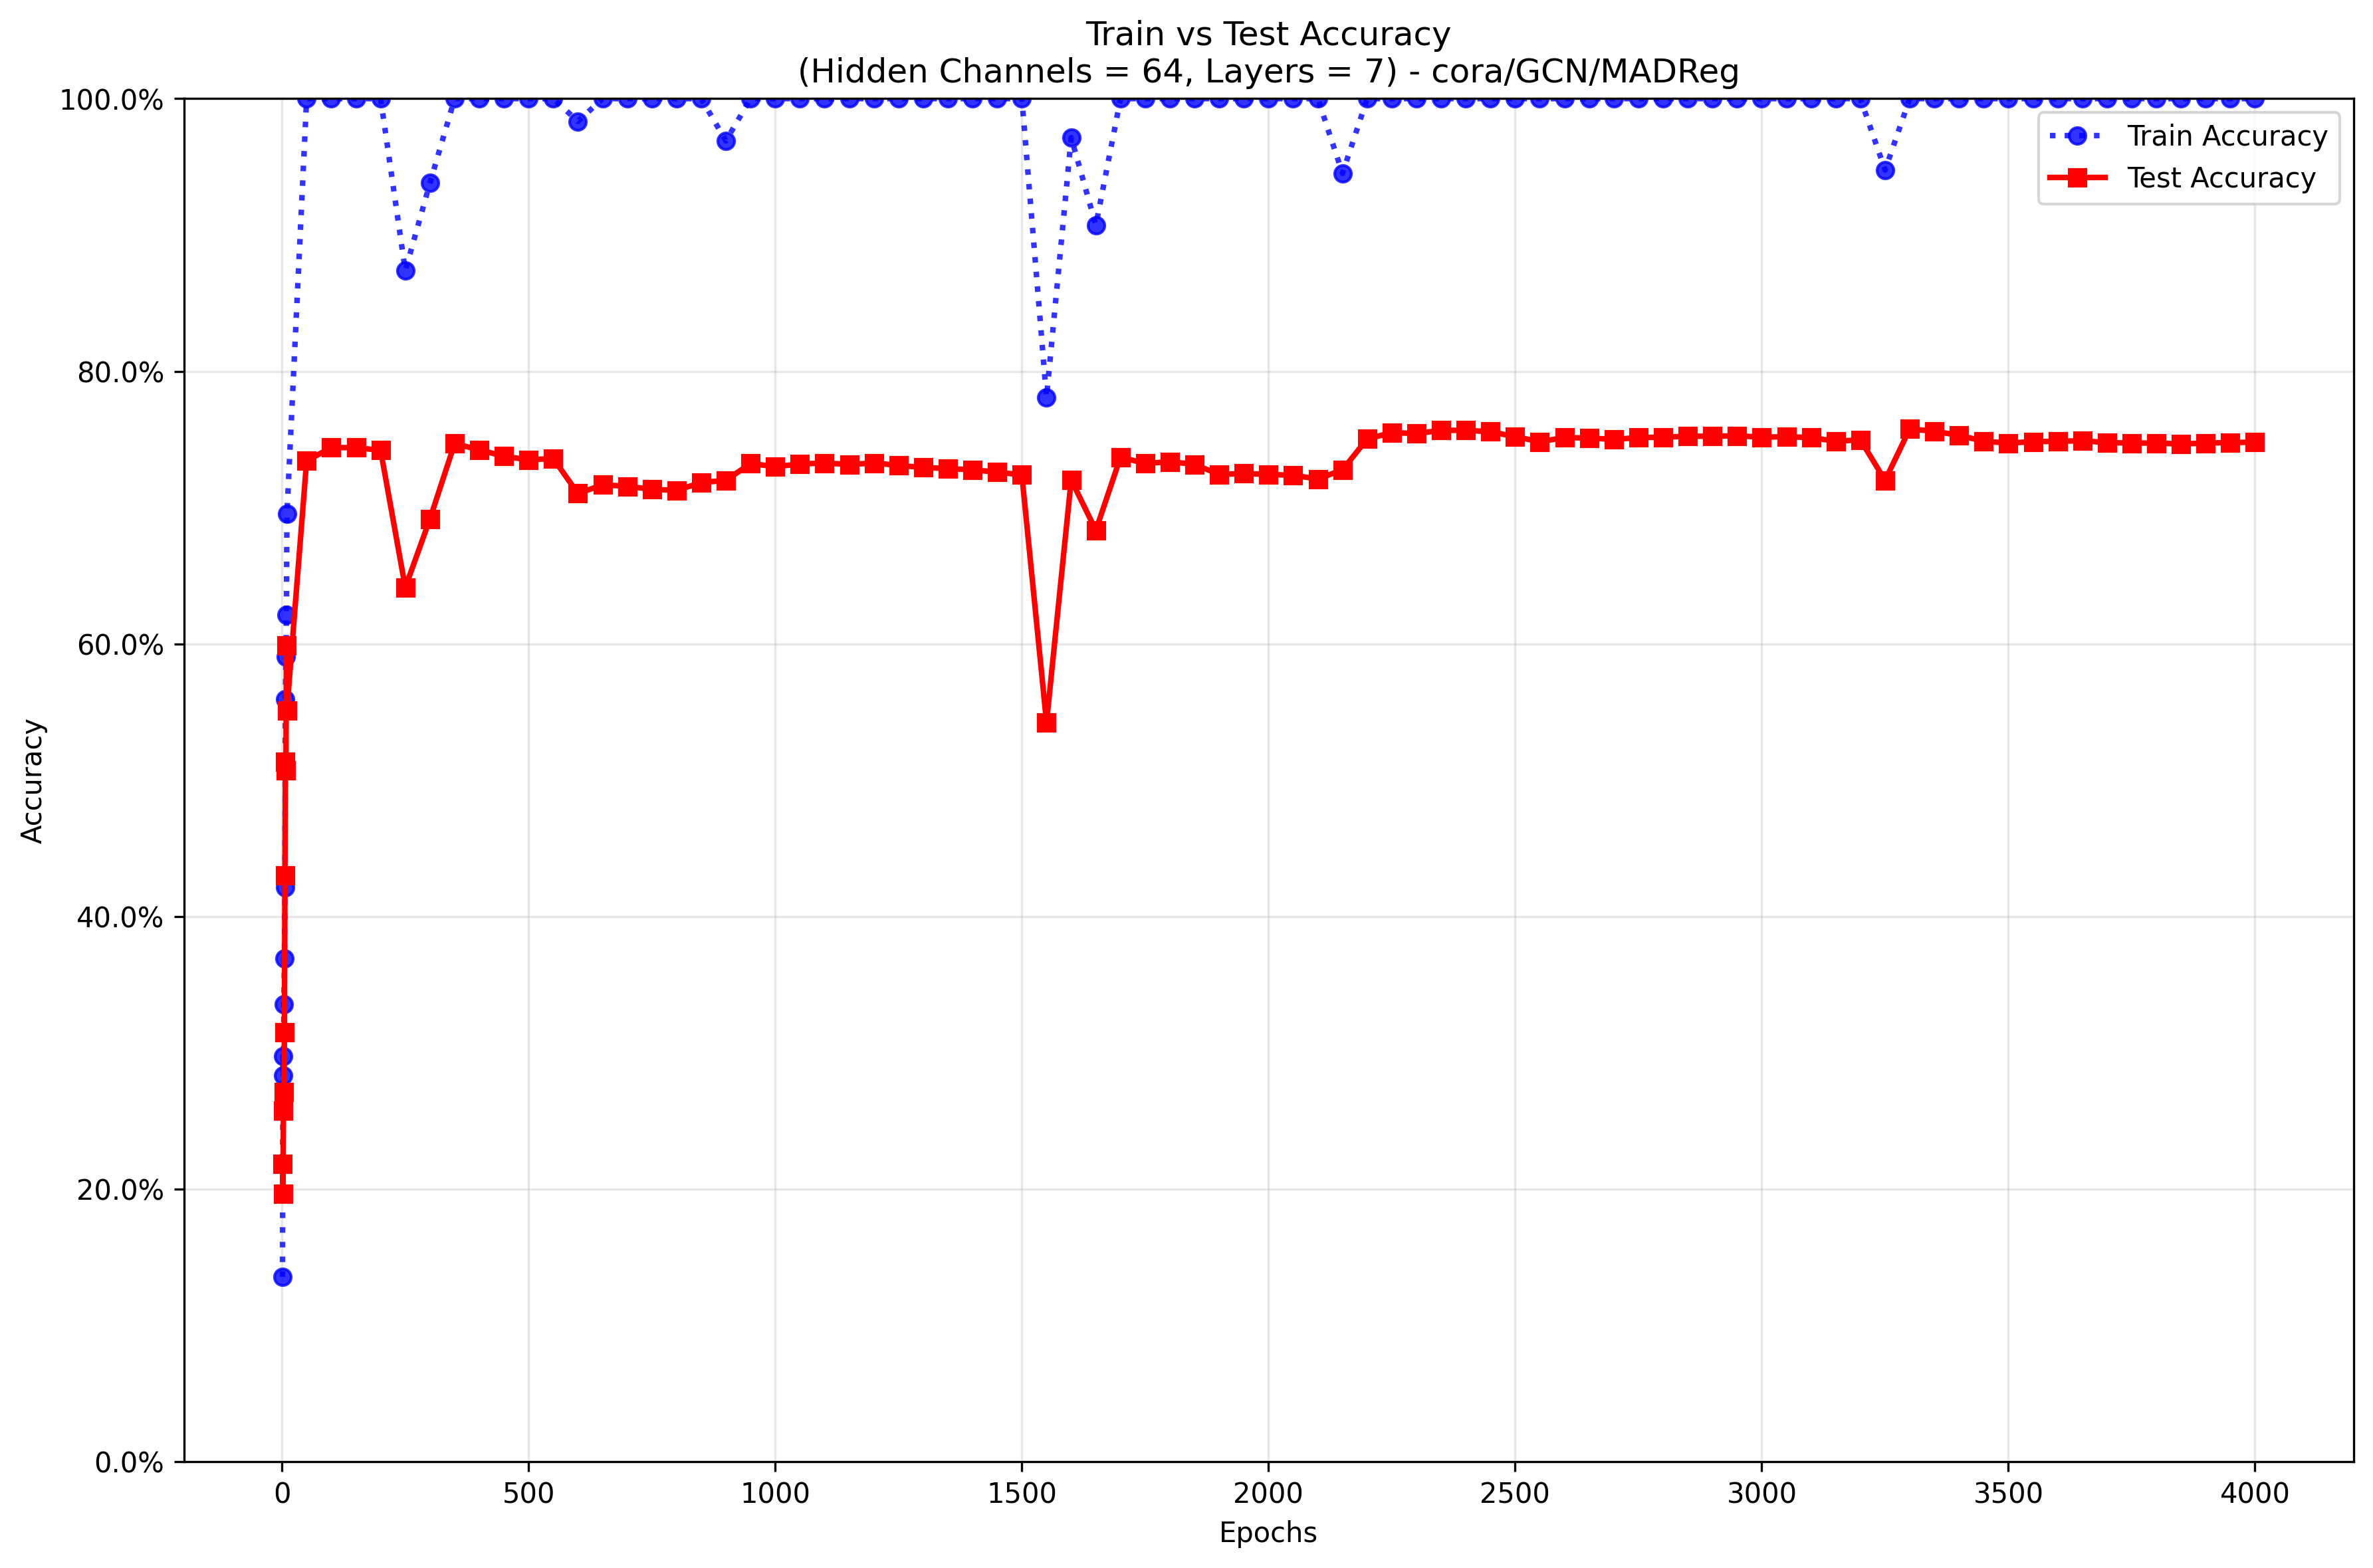 Train vs Test Accuracy
(Hidden Channels = 64, Layers = 7) - cora/GCN/MADReg
100.0%
80.0%
60.0%
40.0%
20.0%
0.0%
Accuracy
Train Accuracy
Test Accuracy
0 500 1000 1500 2000 2500 3000 3500 4000
Epochs